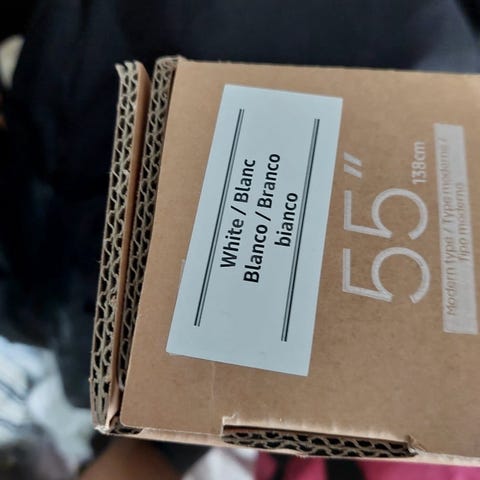 White / Blanc
Blanco / Branco
bianco
55”
138cm
Modern type / Type moderne /
Tipo moderno